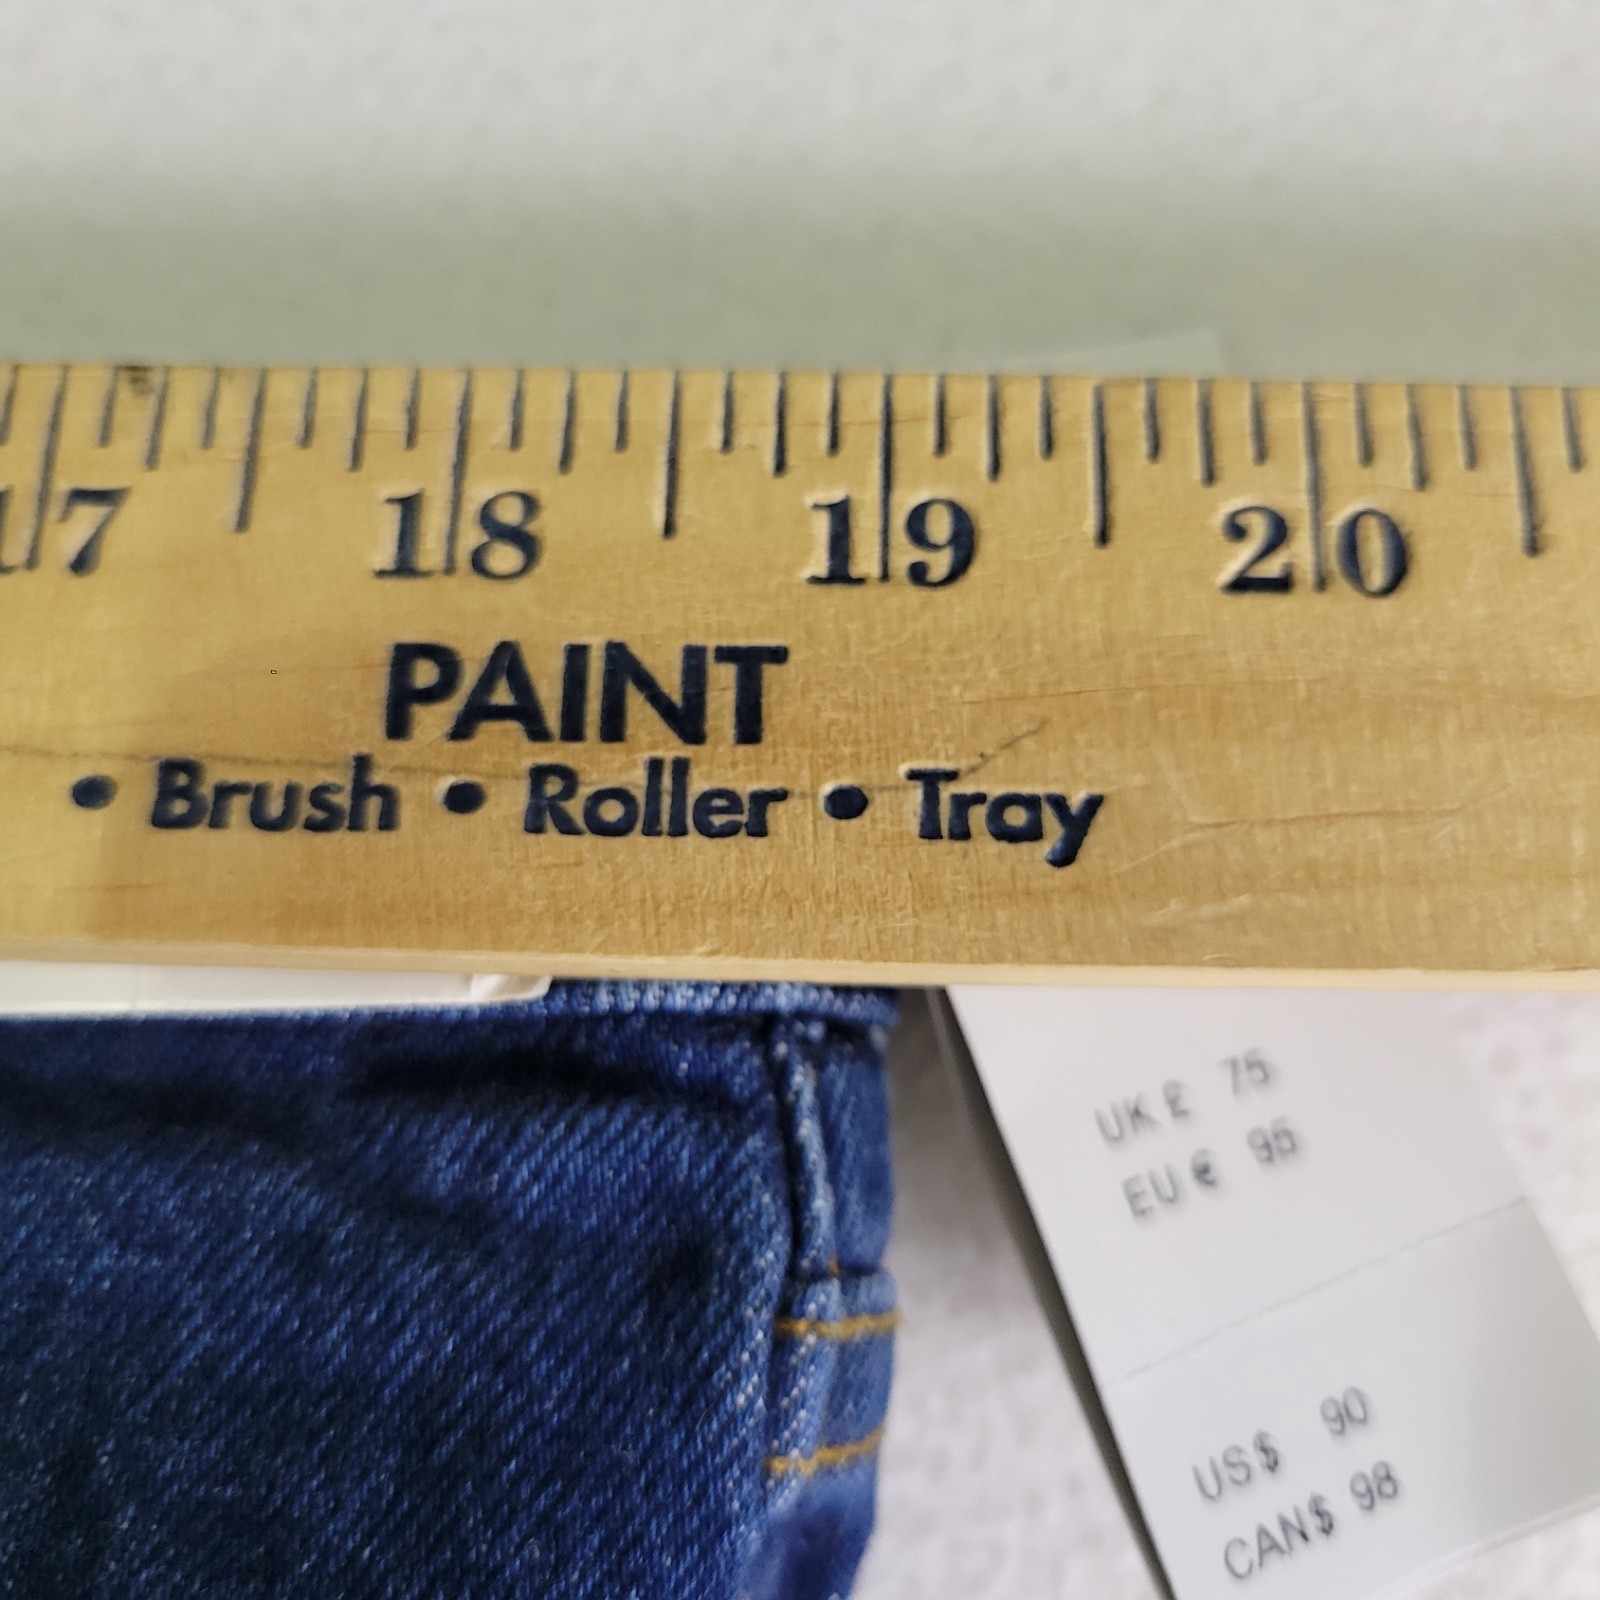 17 18 19 20
PAINT
• Brush • Roller • Tray
UK £ 75
EU € 95
US$ 90
CAN$ 98